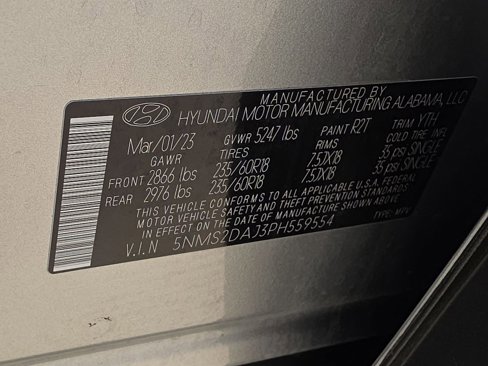 MANUFACTURED BY
HYUNDAI MOTOR MANUFACTURING ALABAMA, LLC
Mar/01/23 GVWR 5247 lbs PAINT R2T TRIM YTH
GAWR TIRES RIMS COLD TIRE INFL
FRONT 2866 lbs 235/60R18 7.5JX18 35 psi SINGLE
REAR 2976 lbs 235/60R18 7.5JX18 35 psi SINGLE
THIS VEHICLE CONFORMS TO ALL APPLICABLE U.S.A. FEDERAL
MOTOR VEHICLE SAFETY AND THEFT PREVENTION STANDARDS
IN EFFECT ON THE DATE OF MANUFACTURE SHOWN ABOVE.
V.I.N 5NMS2DAJ3PH559554 TYPE: MPV